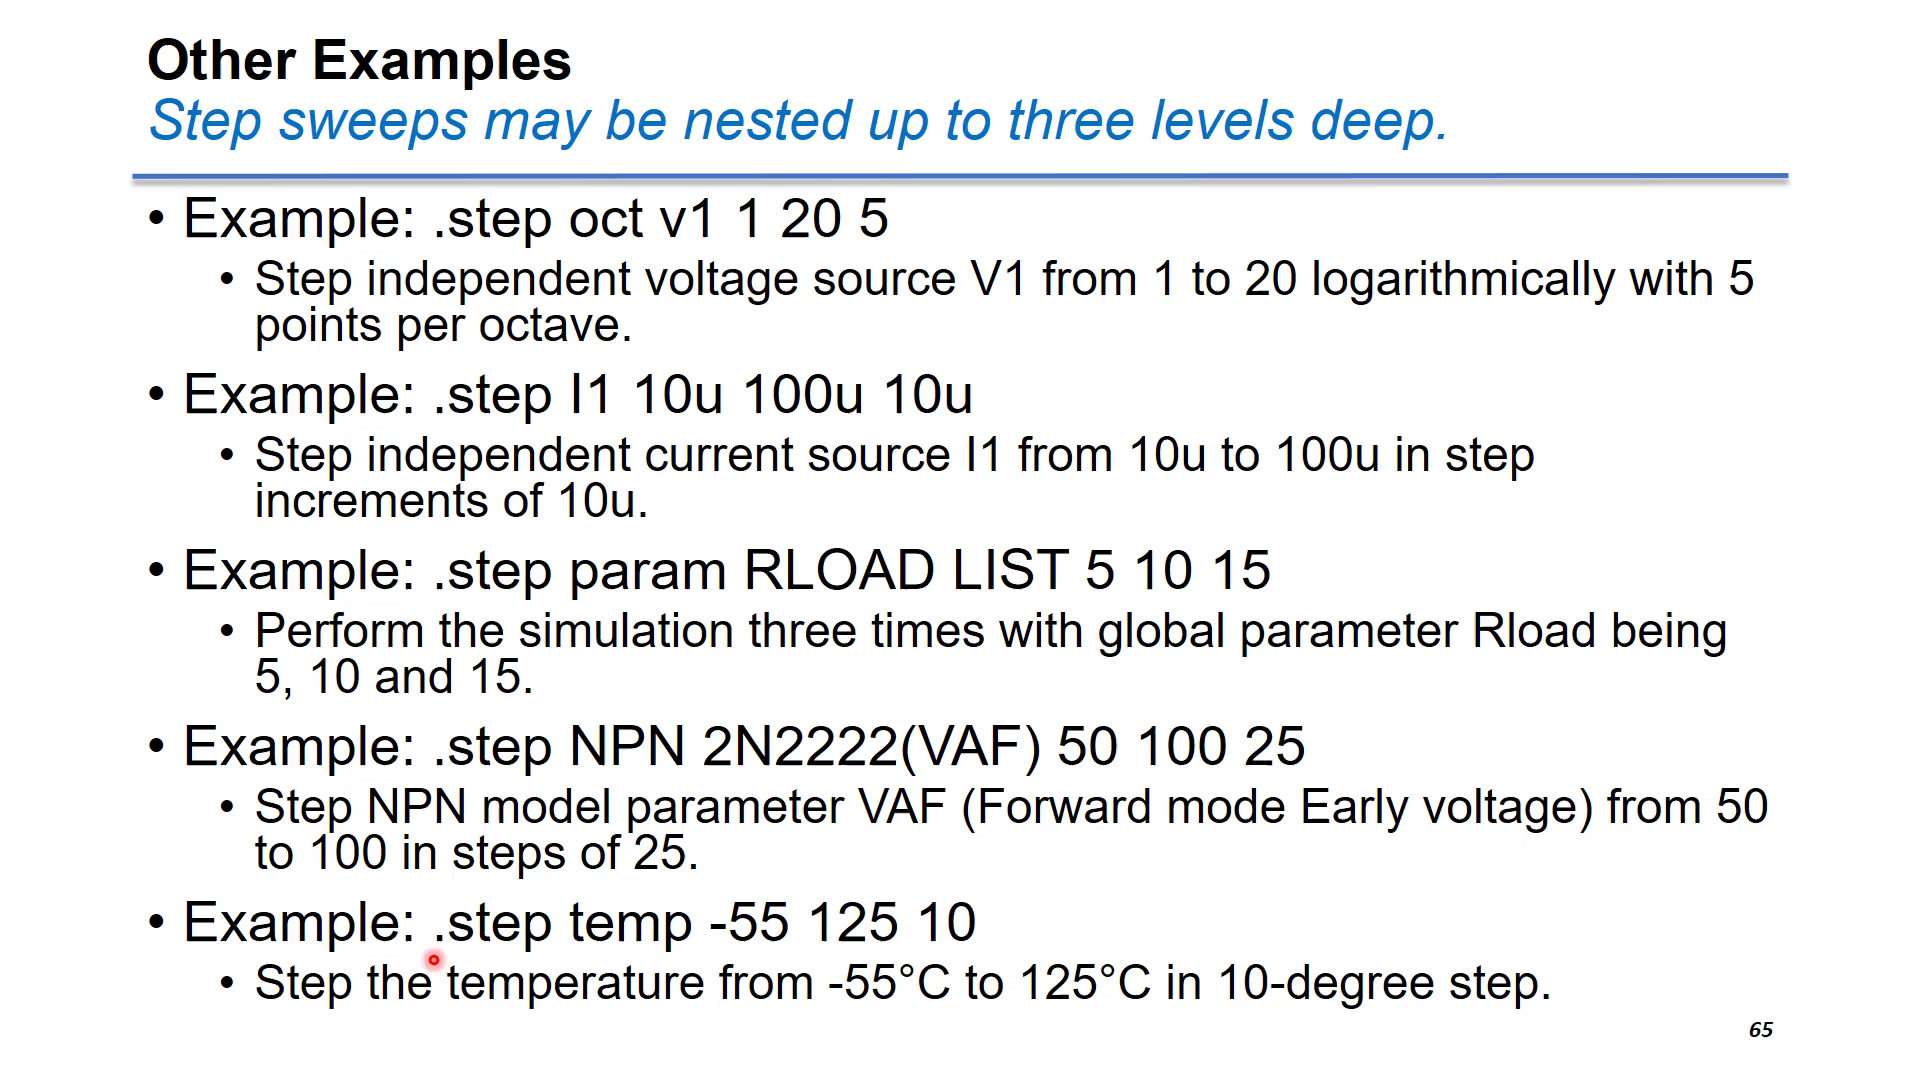 Other Examples
Step sweeps may be nested up to three levels deep.
• Example: .step oct v1 1 20 5
• Step independent voltage source V1 from 1 to 20 logarithmically with 5
points per octave.
• Example: .step I1 10u 100u 10u
• Step independent current source I1 from 10u to 100u in step
increments of 10u.
• Example: .step param RLOAD LIST 5 10 15
• Perform the simulation three times with global parameter Rload being
5, 10 and 15.
• Example: .step NPN 2N2222(VAF) 50 100 25
• Step NPN model parameter VAF (Forward mode Early voltage) from 50
to 100 in steps of 25.
• Example: .step temp -55 125 10
• Step the temperature from -55°C to 125°C in 10-degree step.
65